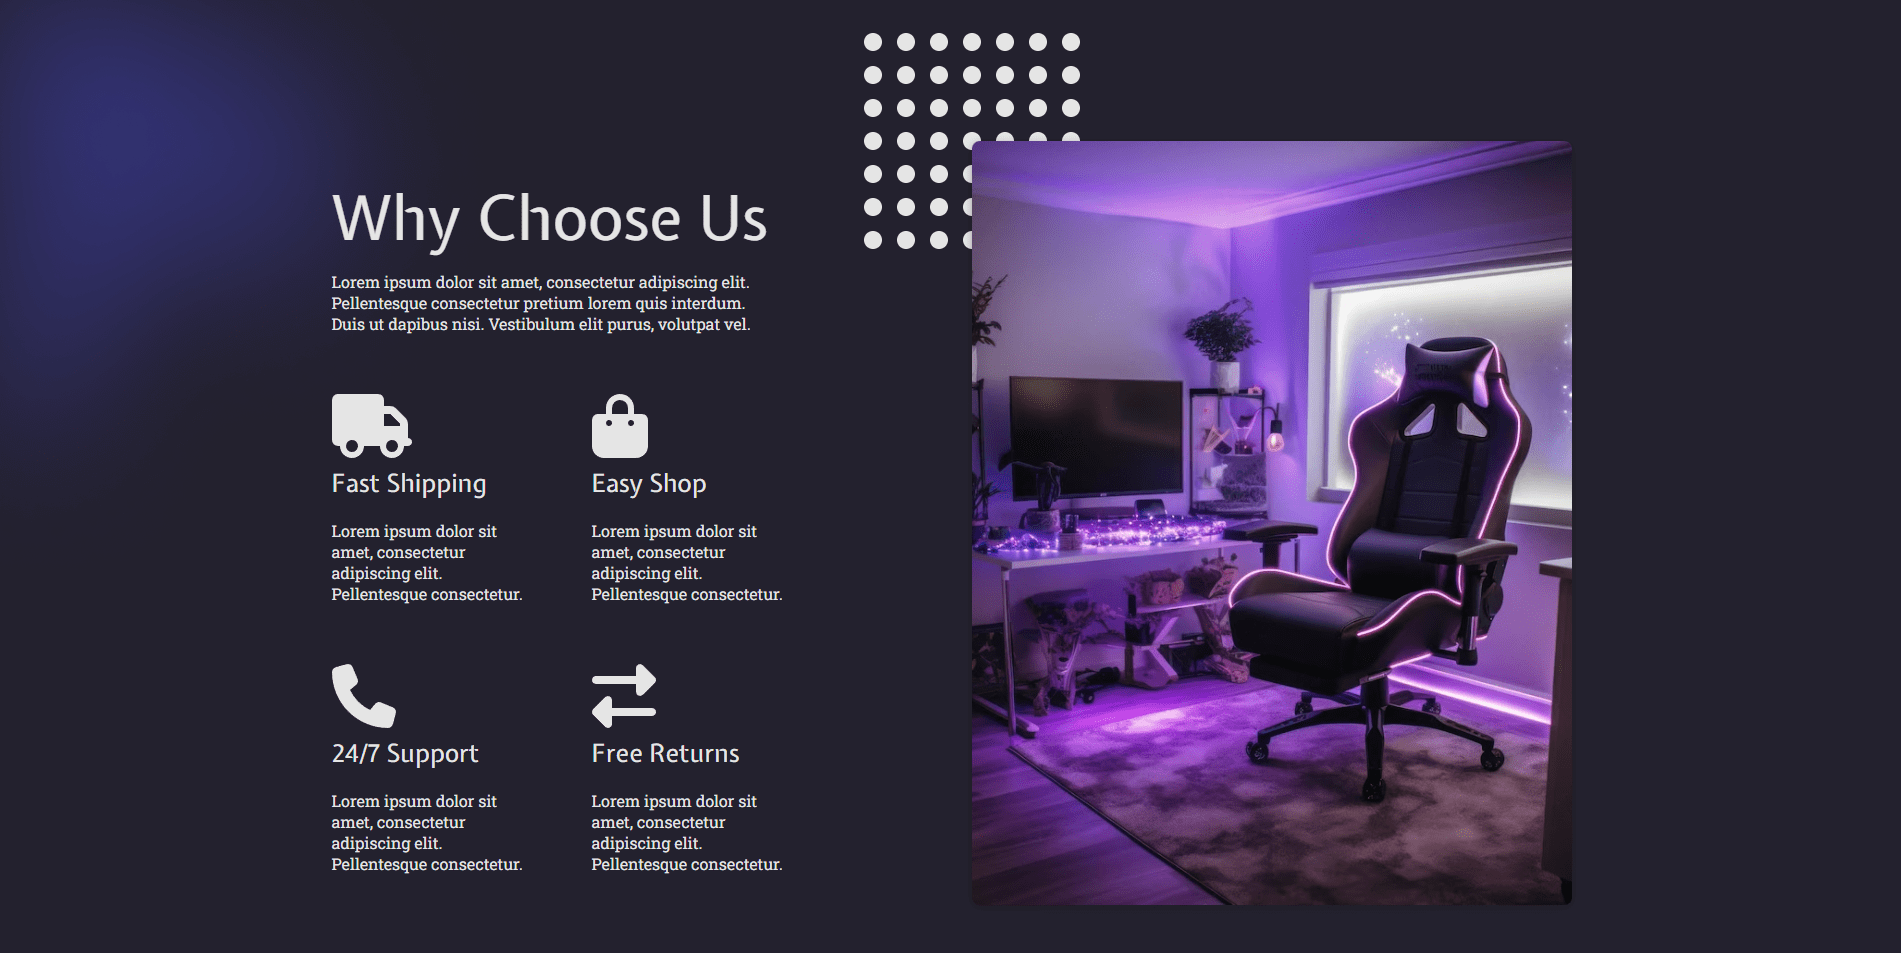 Why Choose Us
Lorem ipsum dolor sit amet, consectetur adipiscing elit.
Pellentesque consectetur pretium lorem quis interdum.
Duis ut dapibus nisi. Vestibulum elit purus, volutpat vel.
Fast Shipping
Lorem ipsum dolor sit
amet, consectetur
adipiscing elit.
Pellentesque consectetur.
Easy Shop
Lorem ipsum dolor sit
amet, consectetur
adipiscing elit.
Pellentesque consectetur.
24/7 Support
Lorem ipsum dolor sit
amet, consectetur
adipiscing elit.
Pellentesque consectetur.
Free Returns
Lorem ipsum dolor sit
amet, consectetur
adipiscing elit.
Pellentesque consectetur.